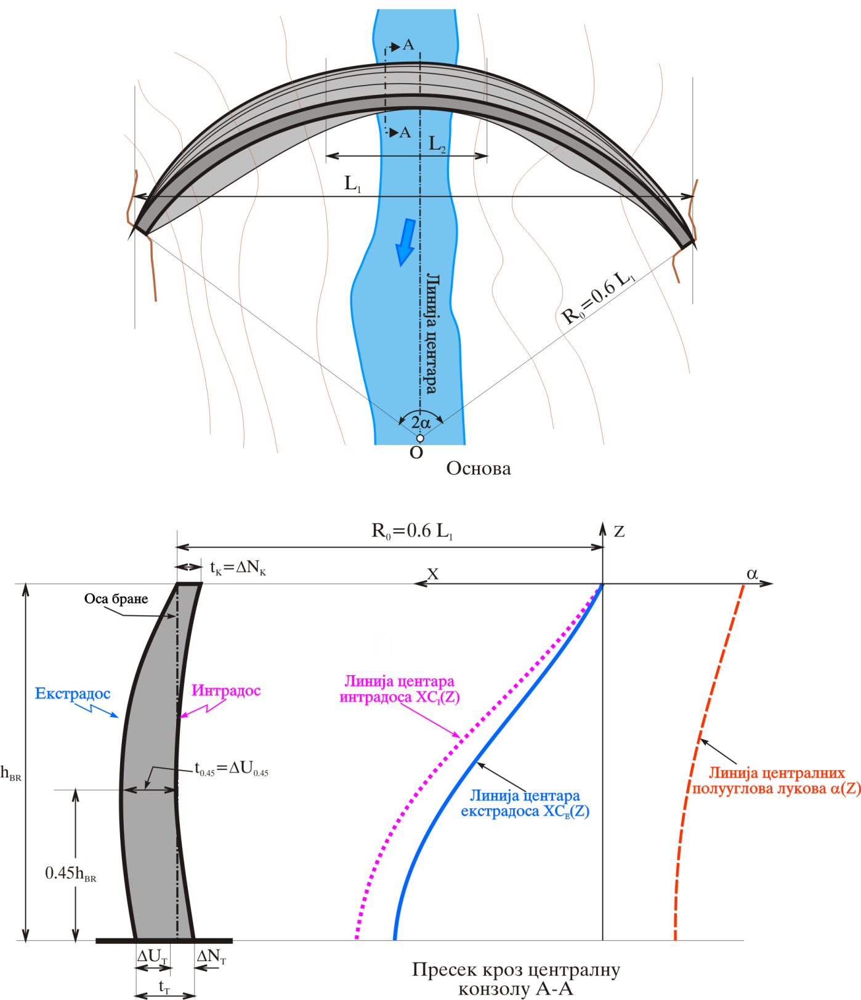 A
A
L₂
L₁
R₀=0.6 L₁
Линија центара
2α
O
Основа
R₀=0.6 L₁
Z
tK=ΔNK
X
α
Оса бране
Екстрадос
Интрадос
Линија центара
интрадоса XCI(Z)
t0.45=ΔU0.45
hBR
Линија централних
полууглова лукова α(Z)
Линија центара
екстрадоса XCE(Z)
0.45hBR
ΔUT
ΔNT
tT
Пресек кроз централну
конзолу А-А